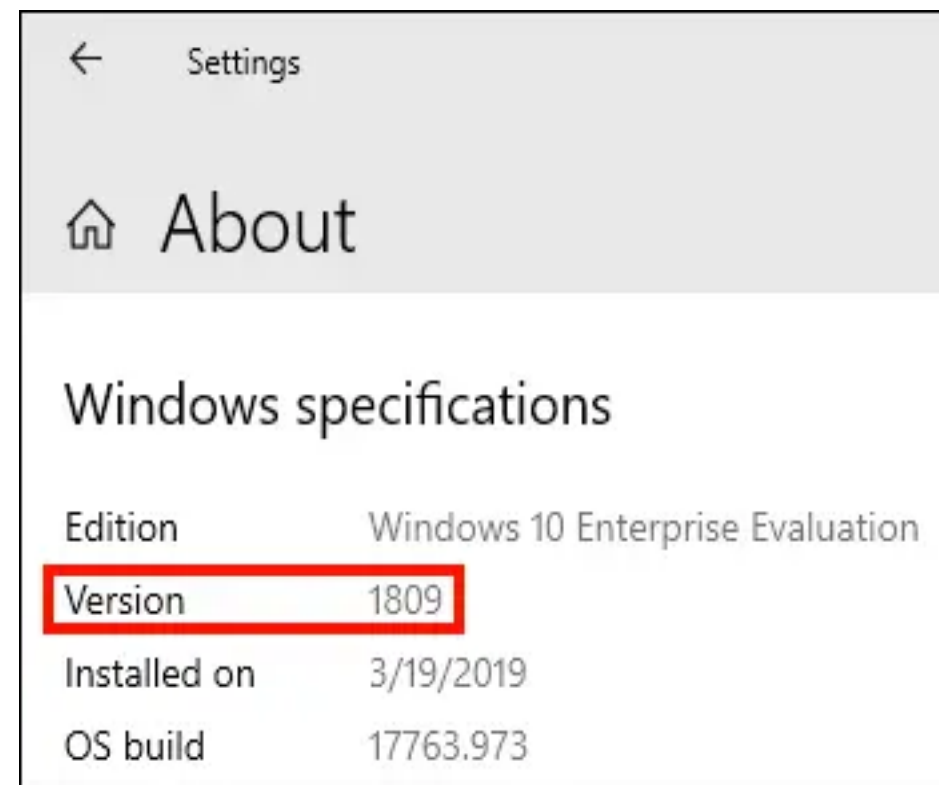 Settings
About
Windows specifications
Edition Windows 10 Enterprise Evaluation
Version 1809
Installed on 3/19/2019
OS build 17763.973